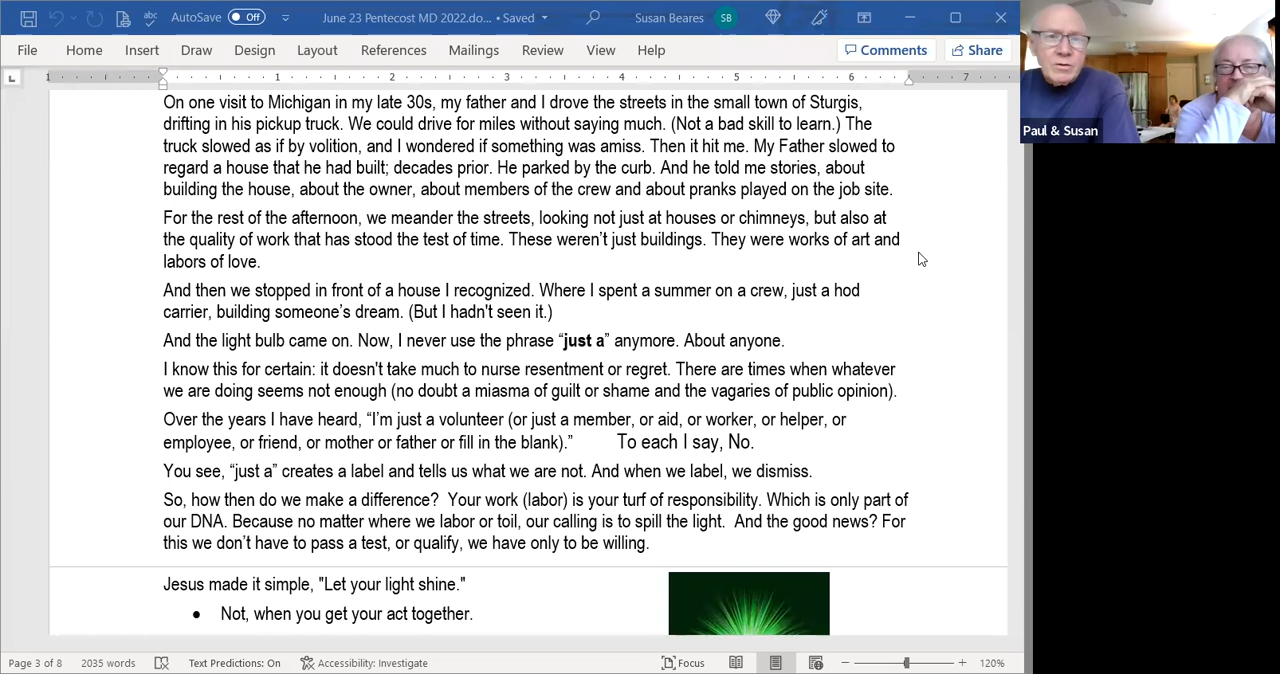 AutoSave Off June 23 Pentecost MD 2022.do... • Saved Susan Beares SB
File Home Insert Draw Design Layout References Mailings Review View Help Comments Share
1 1 2 3 4 5 6 7
Paul & Susan
On one visit to Michigan in my late 30s, my father and I drove the streets in the small town of Sturgis,
drifting in his pickup truck. We could drive for miles without saying much. (Not a bad skill to learn.) The
truck slowed as if by volition, and I wondered if something was amiss. Then it hit me. My Father slowed to
regard a house that he had built; decades prior. He parked by the curb. And he told me stories, about
building the house, about the owner, about members of the crew and about pranks played on the job site.
For the rest of the afternoon, we meander the streets, looking not just at houses or chimneys, but also at
the quality of work that has stood the test of time. These weren’t just buildings. They were works of art and
labors of love.
And then we stopped in front of a house I recognized. Where I spent a summer on a crew, just a hod
carrier, building someone’s dream. (But I hadn't seen it.)
And the light bulb came on. Now, I never use the phrase “just a” anymore. About anyone.
I know this for certain: it doesn't take much to nurse resentment or regret. There are times when whatever
we are doing seems not enough (no doubt a miasma of guilt or shame and the vagaries of public opinion).
Over the years I have heard, “I’m just a volunteer (or just a member, or aid, or worker, or helper, or
employee, or friend, or mother or father or fill in the blank).” To each I say, No.
You see, “just a” creates a label and tells us what we are not. And when we label, we dismiss.
So, how then do we make a difference? Your work (labor) is your turf of responsibility. Which is only part of
our DNA. Because no matter where we labor or toil, our calling is to spill the light. And the good news? For
this we don’t have to pass a test, or qualify, we have only to be willing.
Jesus made it simple, "Let your light shine."
• Not, when you get your act together.
Page 3 of 8 2035 words Text Predictions: On Accessibility: Investigate Focus 120%